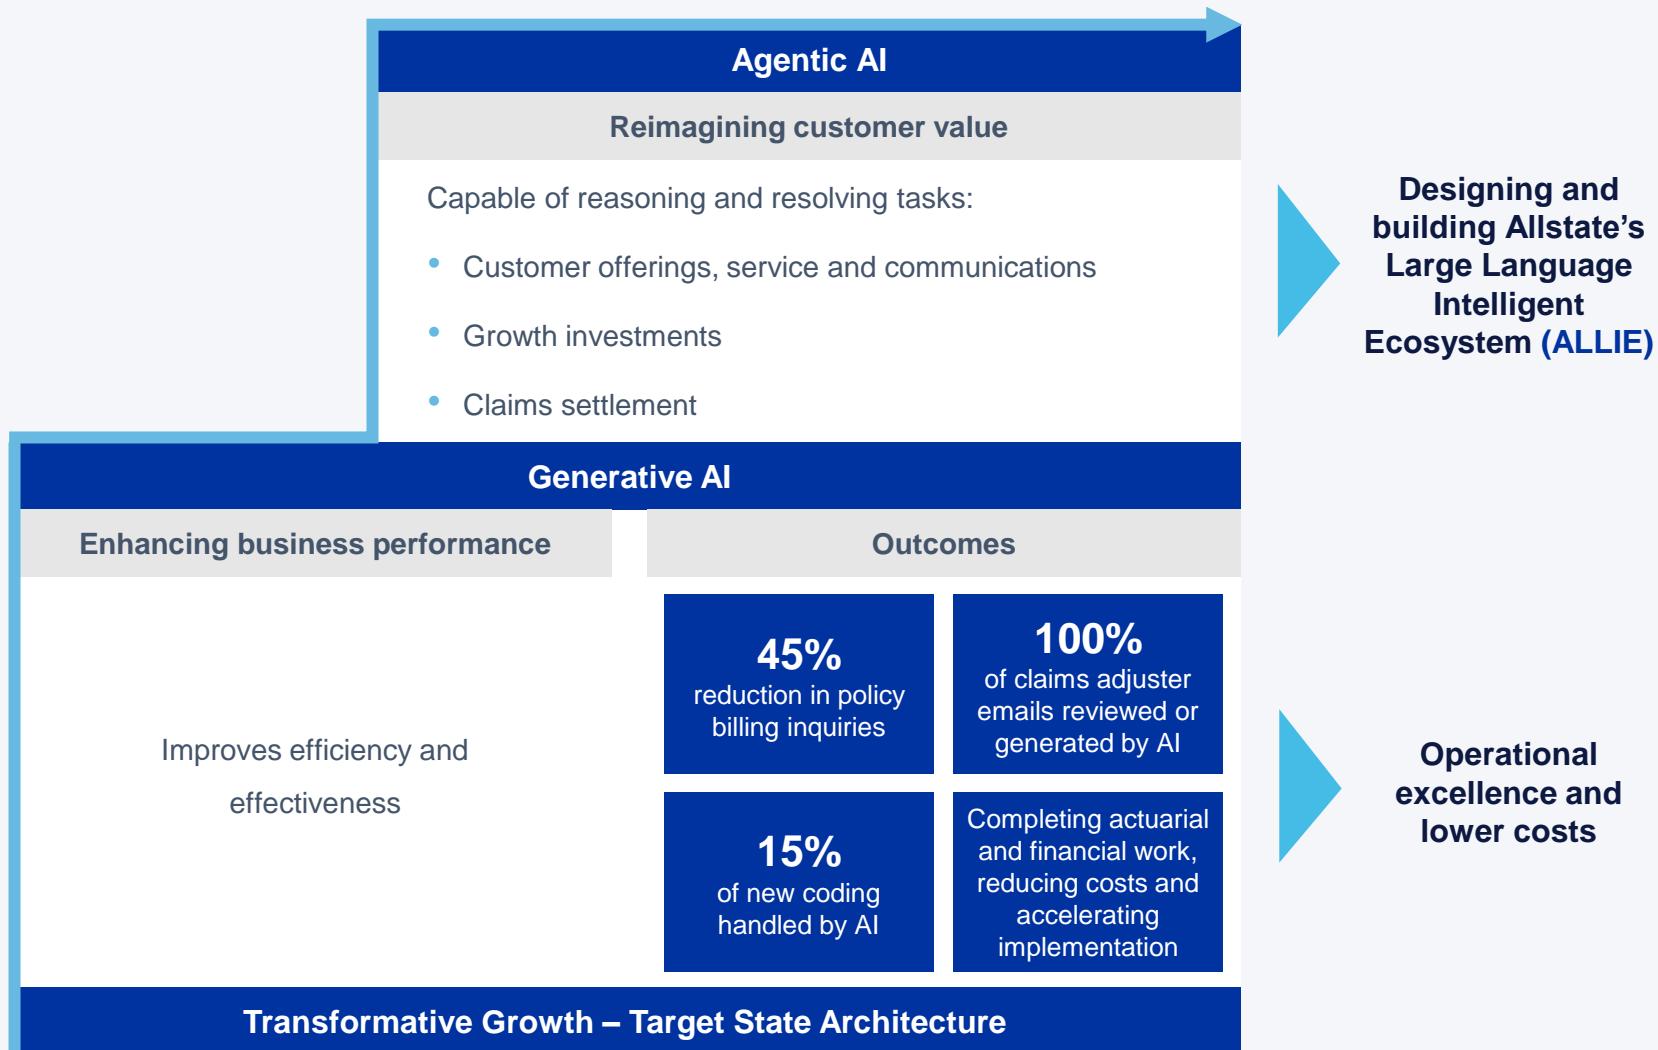 Agentic AI
Reimagining customer value
Capable of reasoning and resolving tasks:
• Customer offerings, service and communications
• Growth investments
• Claims settlement
Designing and
building Allstate’s
Large Language
Intelligent
Ecosystem (ALLIE)
Generative AI
Enhancing business performance
Improves efficiency and
effectiveness
Outcomes
45%
reduction in policy
billing inquiries
100%
of claims adjuster
emails reviewed or
generated by AI
15%
of new coding
handled by AI
Completing actuarial
and financial work,
reducing costs and
accelerating
implementation
Operational
excellence and
lower costs
Transformative Growth – Target State Architecture